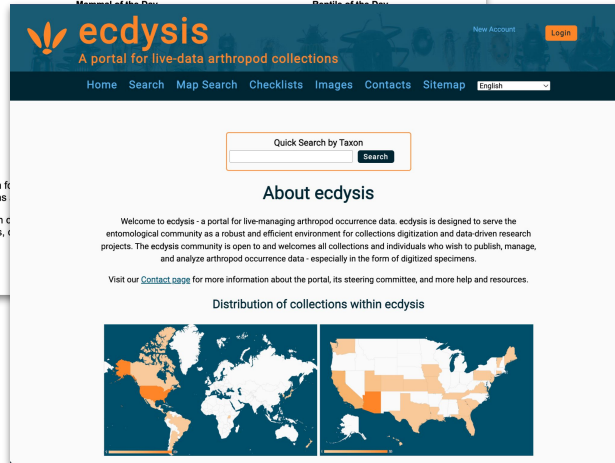 Mammal of the Day Reptile of the Day
ecdysis
A portal for live-data arthropod collections
New Account
Login
Home Search Map Search Checklists Images Contacts Sitemap English
Quick Search by Taxon
Search
About ecdysis
Welcome to ecdysis - a portal for live-managing arthropod occurrence data. ecdysis is designed to serve the
entomological community as a robust and efficient environment for collections digitization and data-driven research
projects. The ecdysis community is open to and welcomes all collections and individuals who wish to publish, manage,
and analyze arthropod occurrence data - especially in the form of digitized specimens.
Visit our Contact page for more information about the portal, its steering committee, and more help and resources.
Distribution of collections within ecdysis